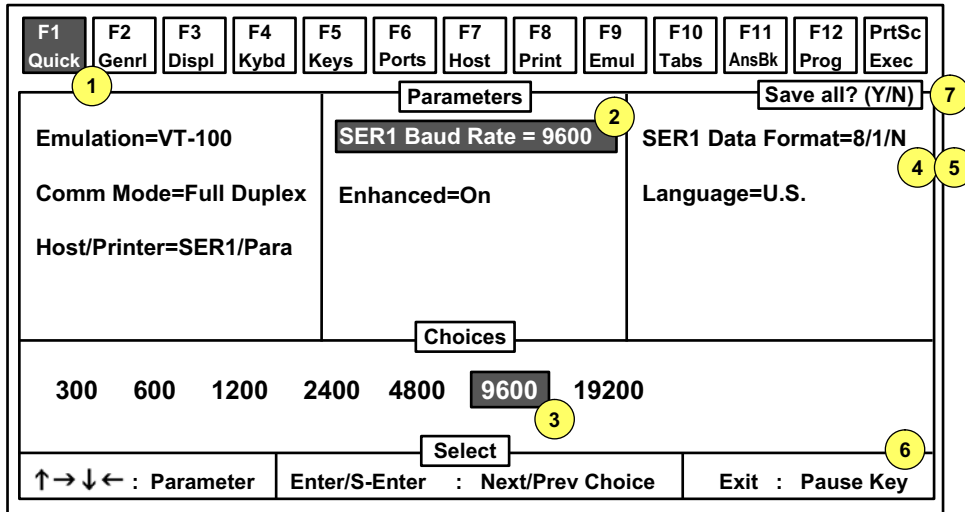 F1 F2 F3 F4 F5 F6 F7 F8 F9 F10 F11 F12 PrtSc
Quick Genrl Displ Kybd Keys Ports Host Print Emul Tabs AnsBk Prog Exec
1
Parameters
Save all? (Y/N) 7
2
Emulation=VT-100 SER1 Baud Rate = 9600 SER1 Data Format=8/1/N
4 5
Comm Mode=Full Duplex Enhanced=On Language=U.S.
Host/Printer=SER1/Para
Choices
300 600 1200 2400 4800 9600 19200
3
Select
6
↑→↓← : Parameter Enter/S-Enter : Next/Prev Choice Exit : Pause Key